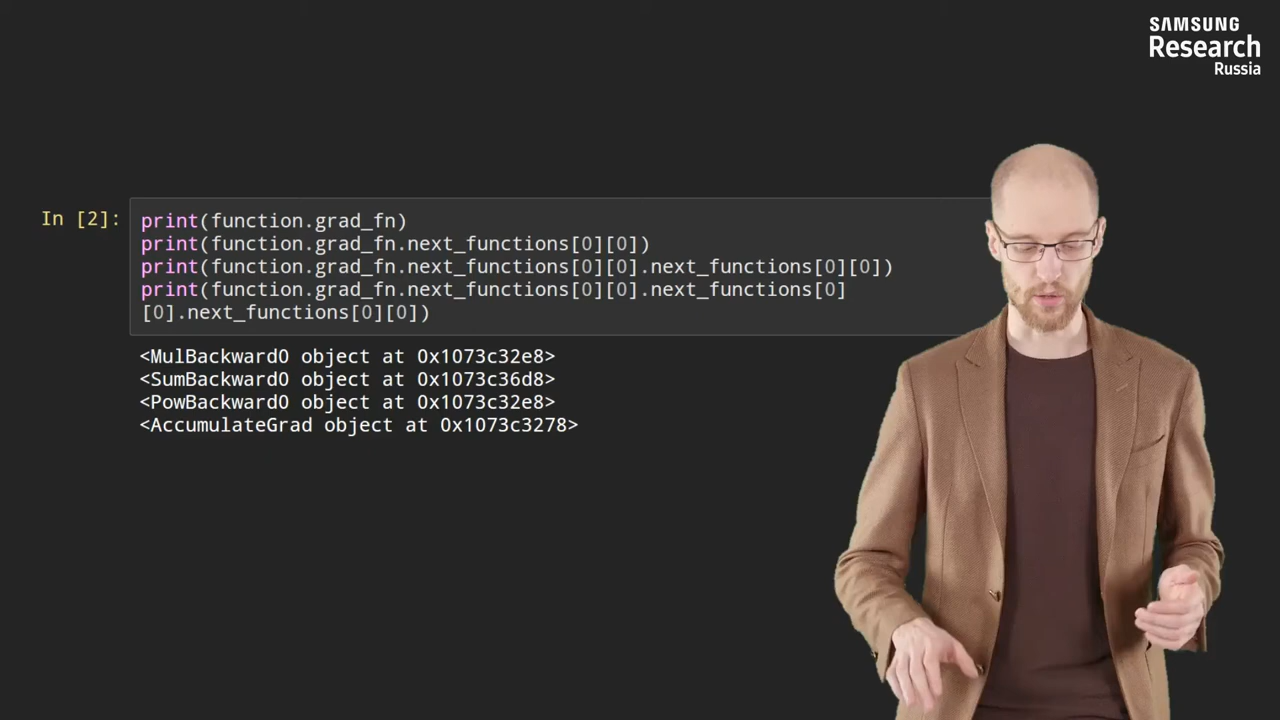 SAMSUNG
Research
Russia
In [2]:
print(function.grad_fn)
print(function.grad_fn.next_functions[0][0])
print(function.grad_fn.next_functions[0][0].next_functions[0][0])
print(function.grad_fn.next_functions[0][0].next_functions[0]
[0].next_functions[0][0])
<MulBackward0 object at 0x1073c32e8>
<SumBackward0 object at 0x1073c36d8>
<PowBackward0 object at 0x1073c32e8>
<AccumulateGrad object at 0x1073c3278>